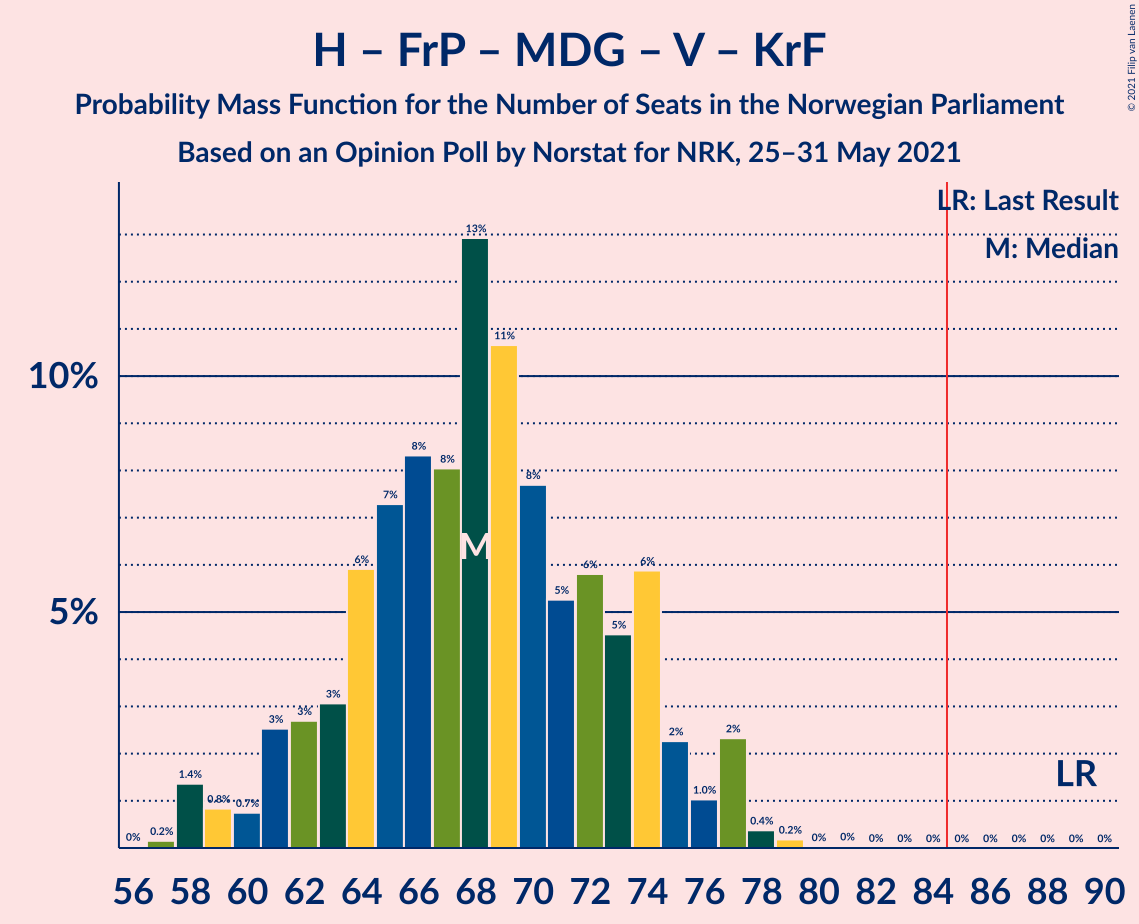 H – FrP – MDG – V – KrF
Probability Mass Function for the Number of Seats in the Norwegian Parliament
Based on an Opinion Poll by Norstat for NRK, 25–31 May 2021
© 2021 Filip van Laenen
LR: Last Result
M: Median
10%
5%
0% 0.2% 1.4% 0.8% 0.7% 3% 3% 3% 6% 7% 8% 8% 13% 11% 8% 5% 6% 5% 6% 2% 1.0% 2% 0.4% 0.2% 0% 0% 0% 0% 0% 0% 0% 0% 0% 0% 0%
M
LR
56 58 60 62 64 66 68 70 72 74 76 78 80 82 84 86 88 90